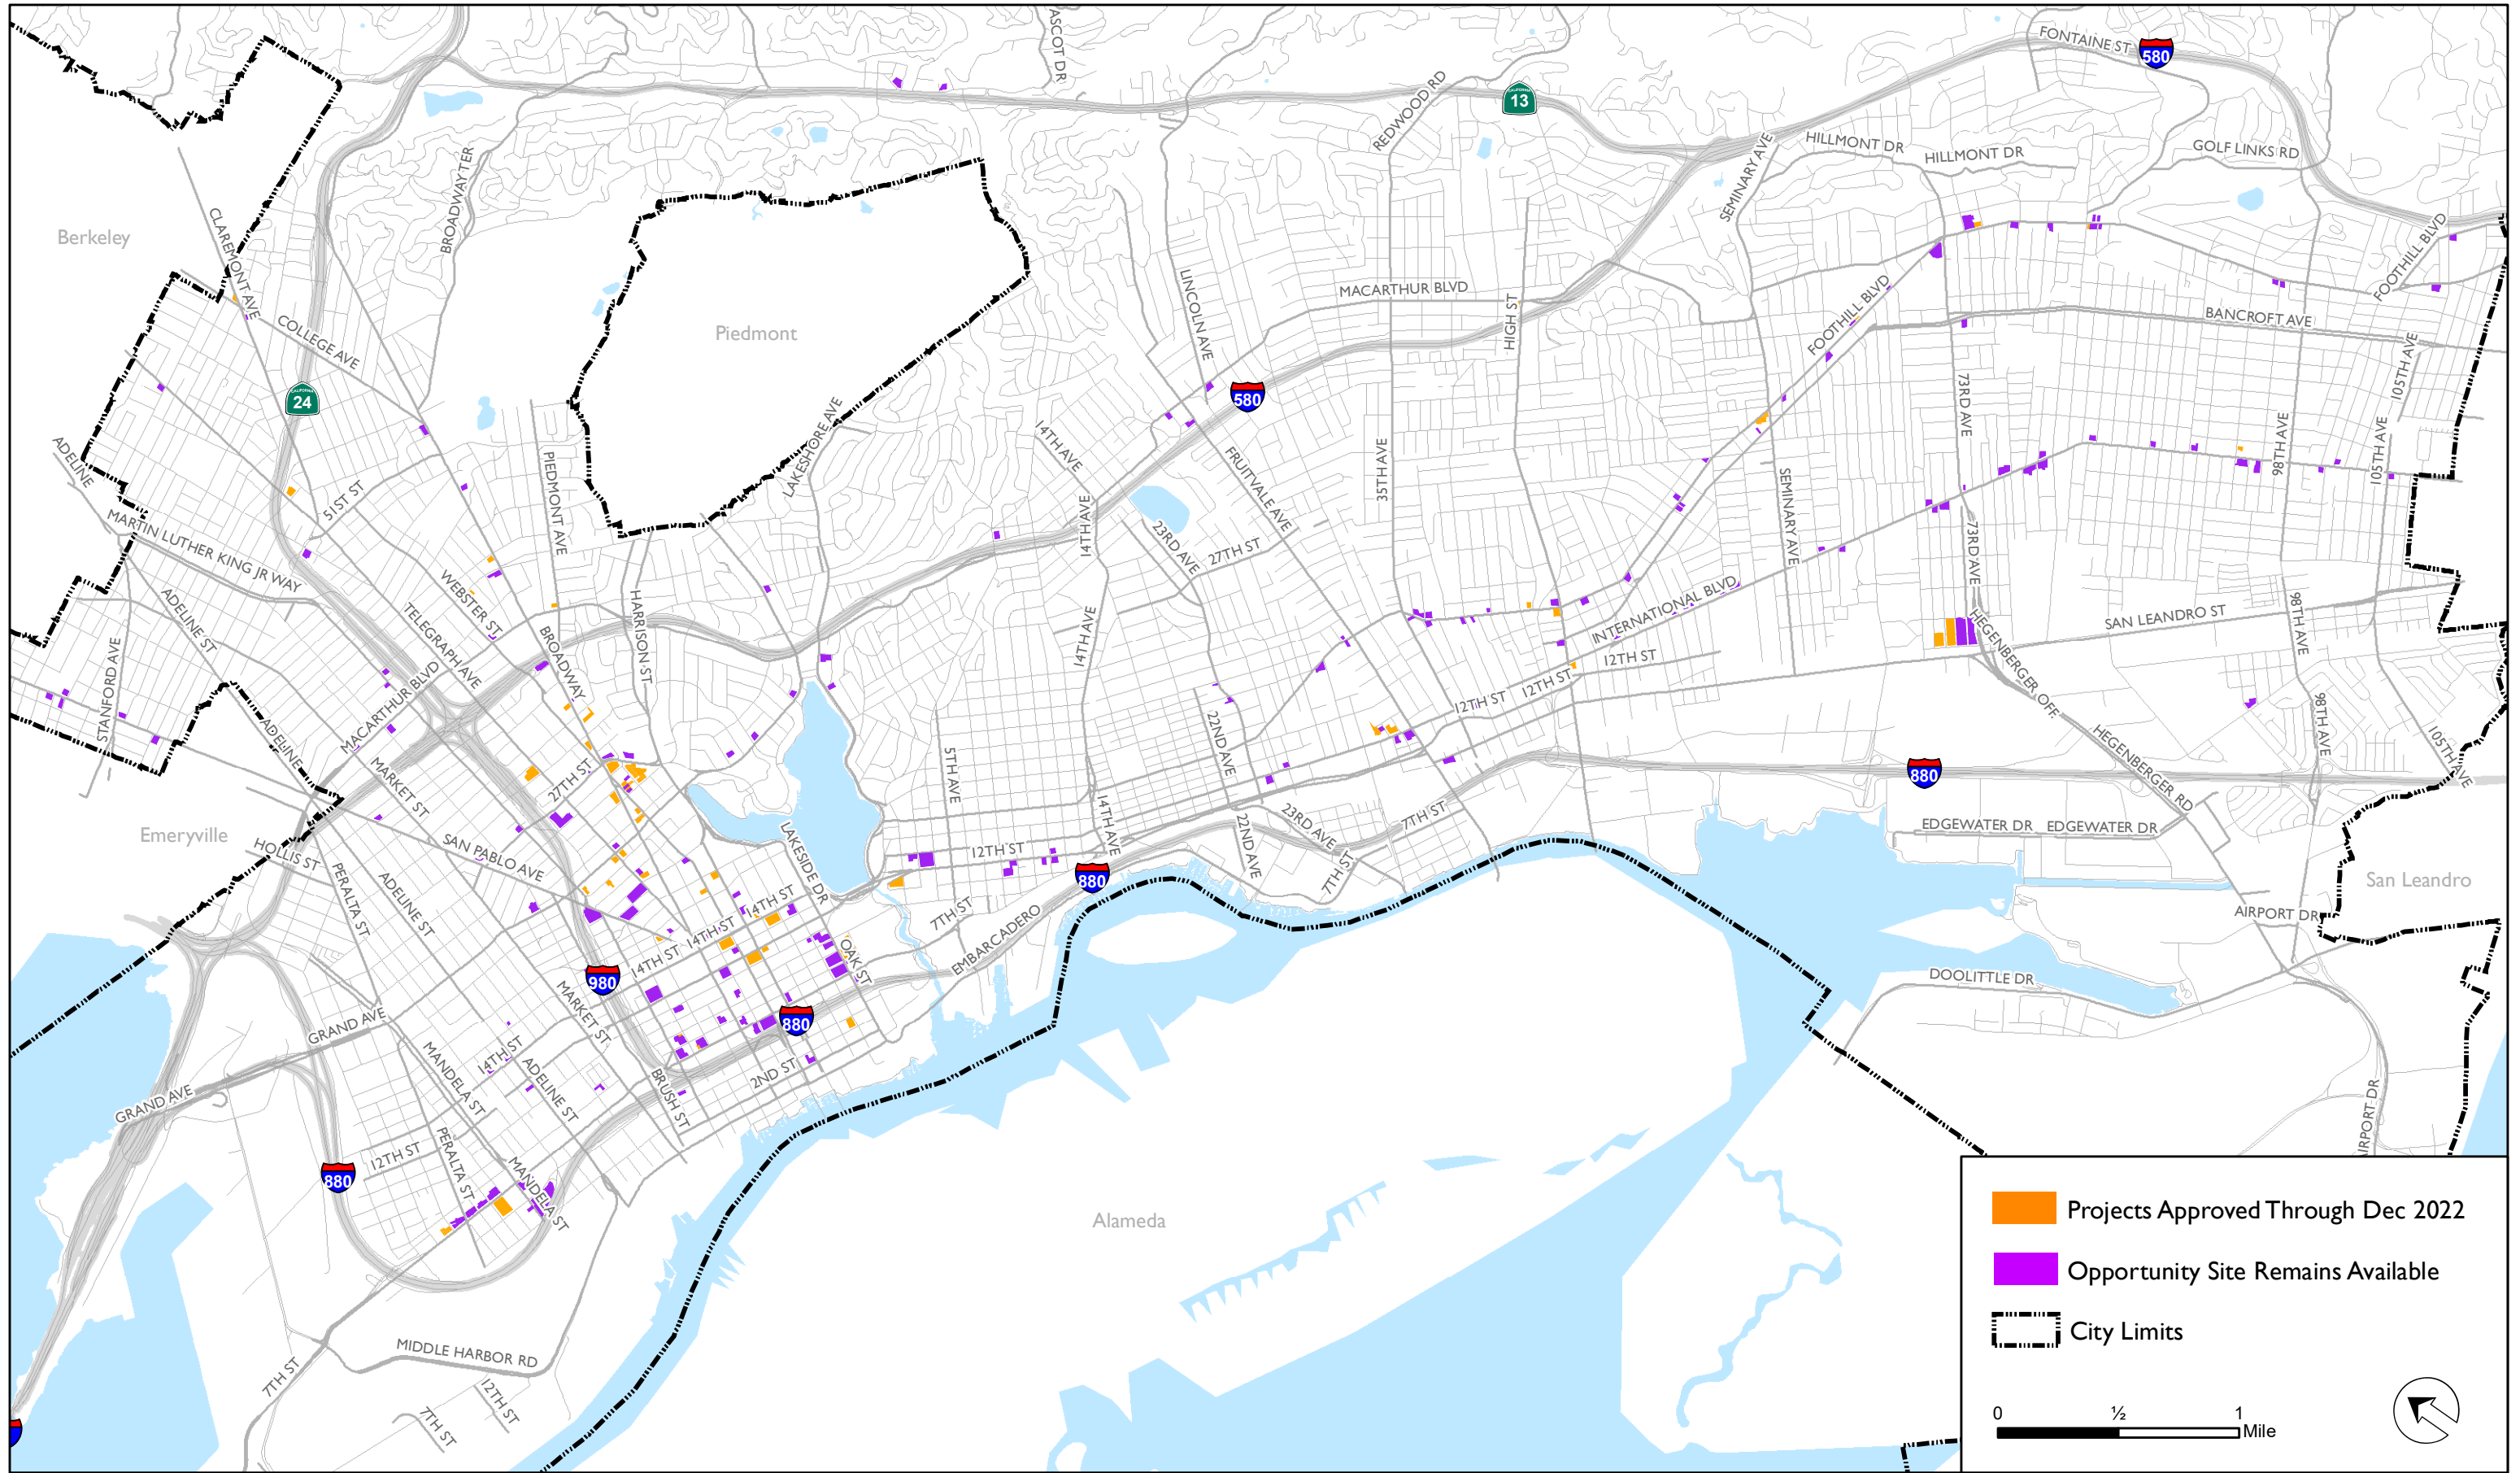 ASCOT DR
FONTAINE ST
580
REDWOOD RD
13
SEMINARY AVE
HILLMONT DR
HILLMONT DR
GOLF LINKS RD
BROADWAY TER
Berkeley
CLAREMONT AVE
FOOTHILL BLVD
LINCOLN AVE
MACARTHUR BLVD
HIGH ST
Piedmont
COLLEGE AVE
FOOTHILL BLVD
BANCROFT AVE
105TH AVE
24
580
LAKESHORE AVE
73RD AVE
ADELINE
PIEDMONT AVE
14TH AVE
FRUITVALE AVE
35TH AVE
SEMINARY AVE
98TH AVE
105TH AVE
51ST ST
MARTIN LUTHER KING JR WAY
14TH AVE
23RD AVE
27TH ST
73RD AVE
WEBSTER ST
ADELINE ST
TELEGRAPH AVE
HARRISON ST
BROADWAY
14TH AVE
INTERNATIONAL BLVD
12TH ST
HEGENBERGER OFF
SAN LEANDRO ST
98TH AVE
STANFORD AVE
MACARTHUR BLVD
ADELINE
12TH ST
12TH ST
22ND AVE
98TH AVE
105TH AVE
HEGENBERGER RD
MARKET ST
27TH ST
5TH AVE
14TH AVE
880
Emeryville
HOLLIS ST
SAN PABLO AVE
LAKESIDE DR
12TH ST
22ND AVE
23RD AVE
7TH ST
7TH ST
EDGEWATER DR
EDGEWATER DR
San Leandro
PERALTA ST
ADELINE ST
14TH ST
14TH ST
14TH ST
880
7TH ST
EMBARCADERO
AIRPORT DR
OAK ST
980
MARKET ST
DOOLITTLE DR
GRAND AVE
880
14TH ST
MANDELA ST
ADELINE ST
2ND ST
BRUSH ST
GRAND AVE
12TH ST
PERALTA ST
880
MANDELA ST
Alameda
MIDDLE HARBOR RD
7TH ST
12TH ST
7TH ST
Projects Approved Through Dec 2022
Opportunity Site Remains Available
City Limits
0 ½ 1
Mile